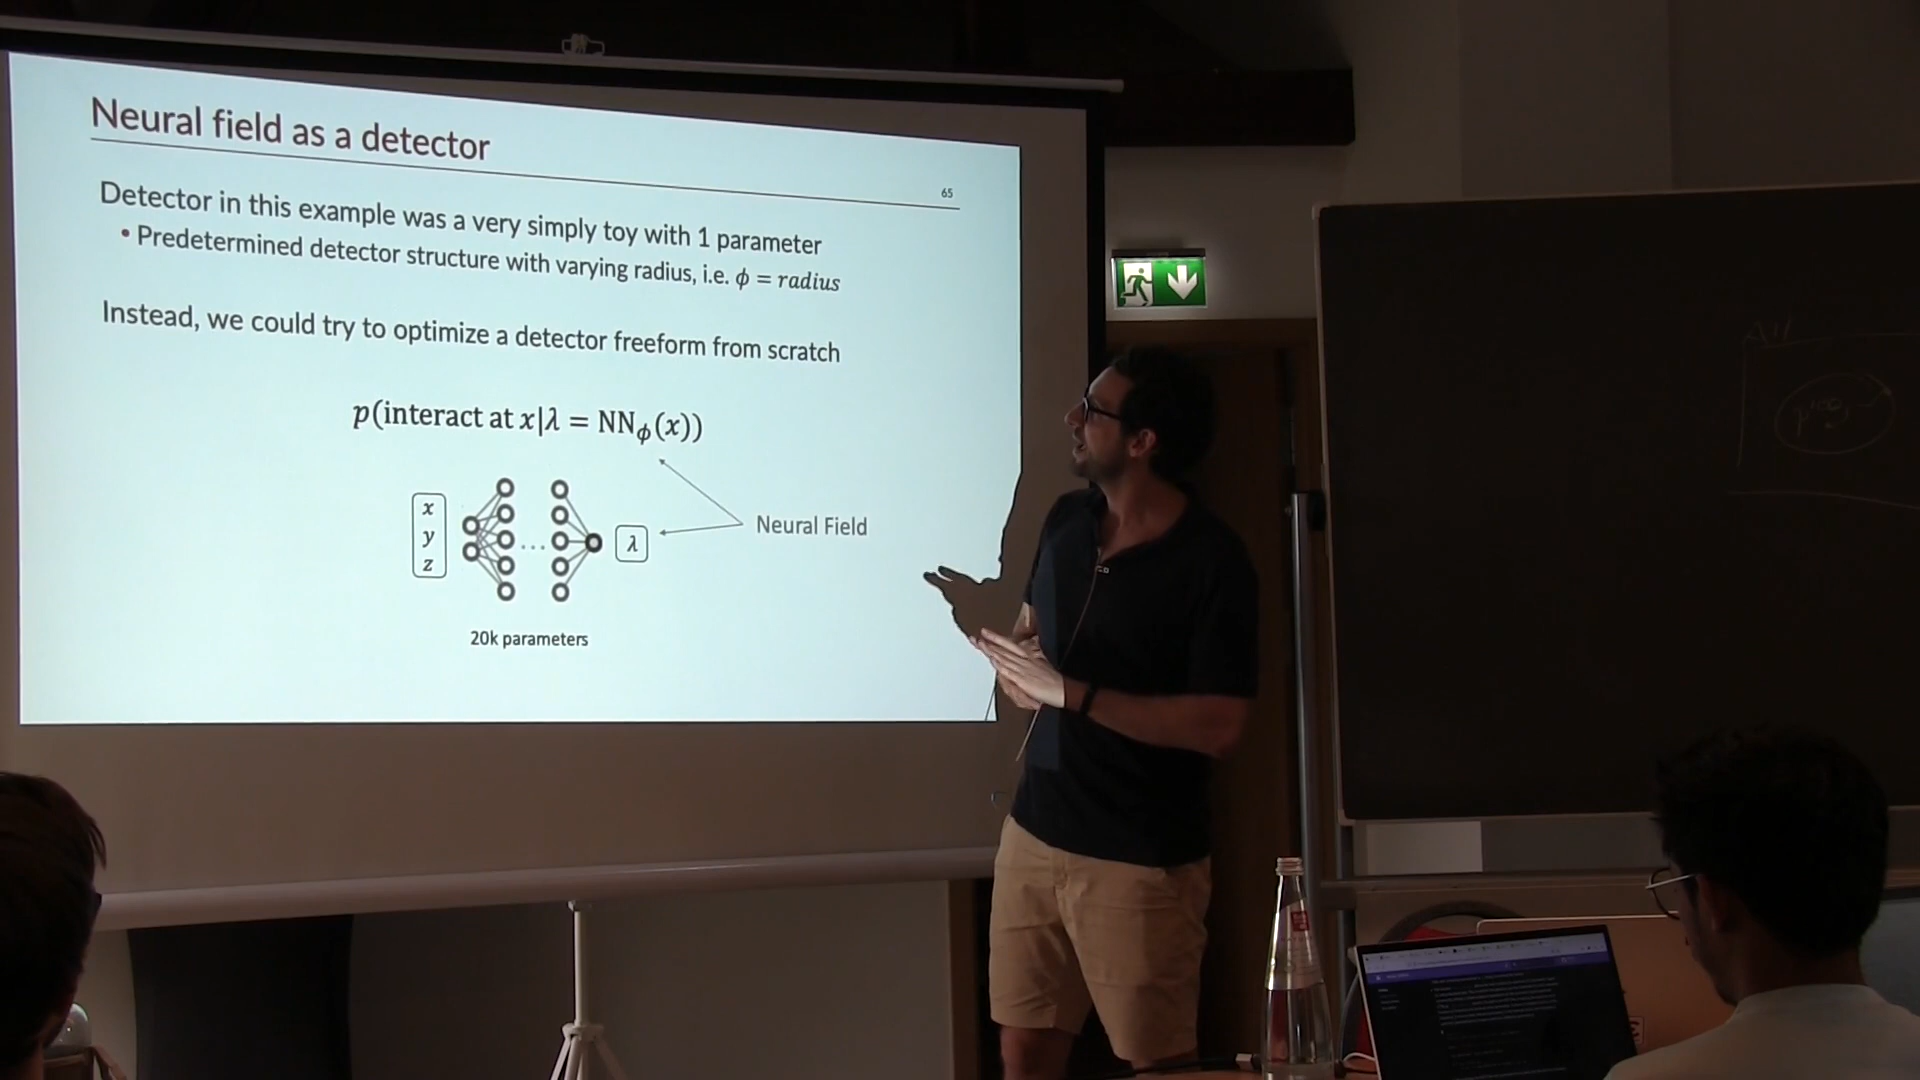 Neural field as a detector
65
Detector in this example was a very simply toy with 1 parameter
• Predetermined detector structure with varying radius, i.e. ϕ = radius
Instead, we could try to optimize a detector freeform from scratch
p(interact at x|λ = NNϕ(x))
x
y
z
...
λ
Neural Field
20k parameters
All